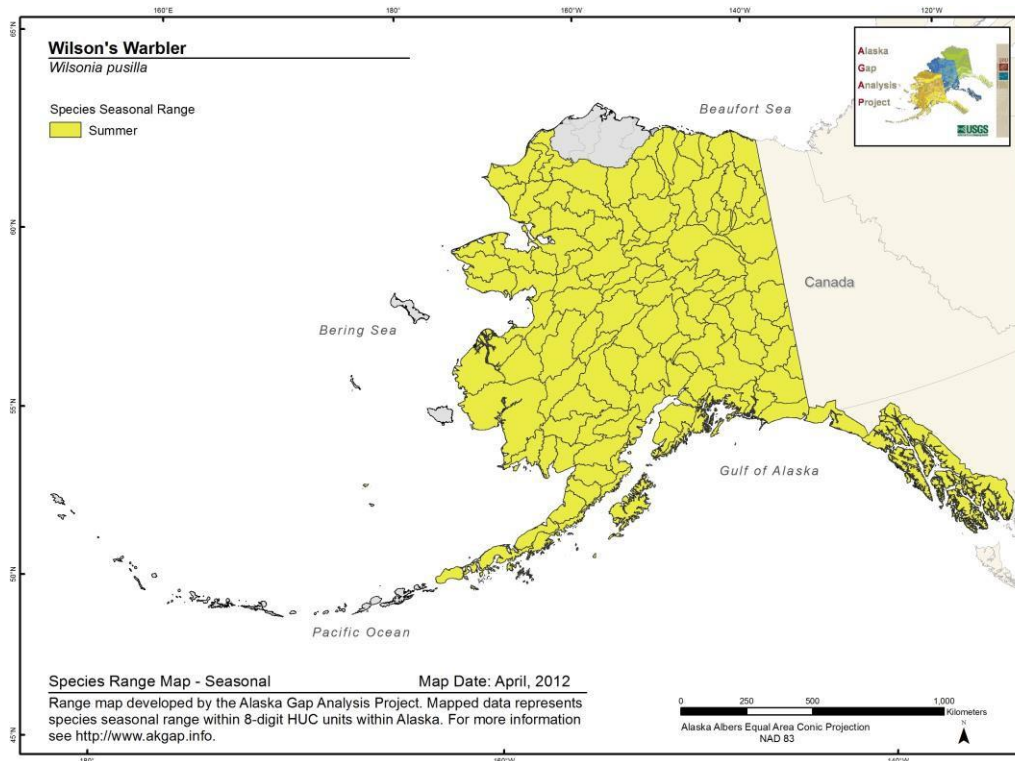 160°E 180° 160°W 140°W 120°W
65°N
60°N
55°N
50°N
45°N
Wilson's Warbler
Wilsonia pusilla
Species Seasonal Range
Summer
Alaska
Gap
Analysis
Project
USGS
Beaufort Sea
Canada
Bering Sea
Gulf of Alaska
Pacific Ocean
Species Range Map - Seasonal Map Date: April, 2012
Range map developed by the Alaska Gap Analysis Project. Mapped data represents
species seasonal range within 8-digit HUC units within Alaska. For more information
see http://www.akgap.info.
0 250 500 1,000
Kilometers
Alaska Albers Equal Area Conic Projection
NAD 83
N
180° 160°W 140°W